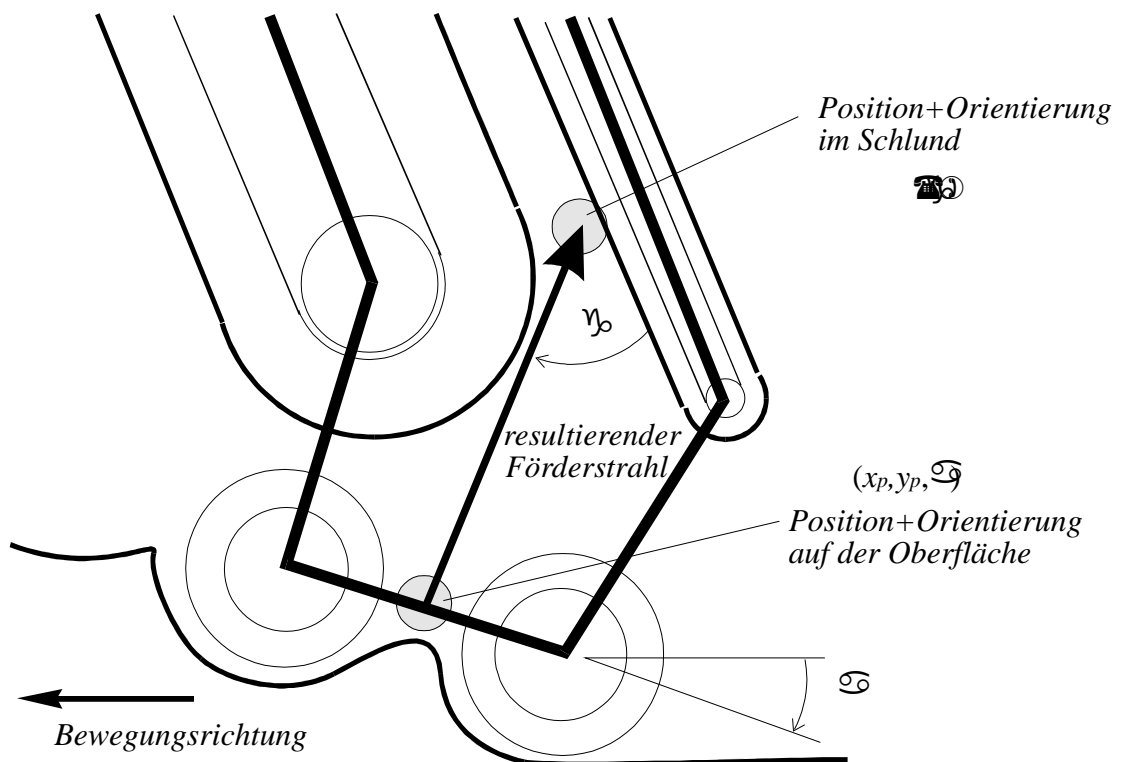 Position+Orientierung
im Schlund
☎♑☉
♑
resultierender
Förderstrahl
(xp,yp,♋)
Position+Orientierung
auf der Oberfläche
♋
Bewegungsrichtung